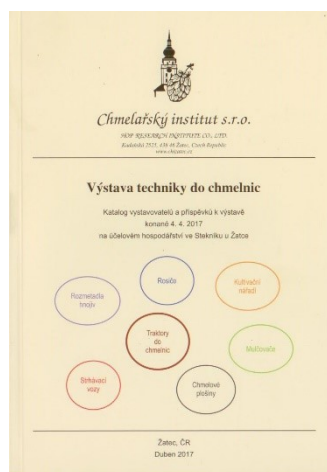 Chmelařský institut s.r.o.
HOP RESEARCH INSTITUTE CO., LTD.
Kadaňská 2525, 438 46 Žatec, Czech Republic
www.chizatec.cz
Výstava techniky do chmelnic
Katalog vystavovatelů a příspěvků k výstavě
konané 4. 4. 2017
na účelovém hospodářství ve Stekníku u Žatce
Rosiče
Rozmetadla
hnojiv
Kultivační
nářadí
Traktory
do
chmelnic
Mulčovače
Strhávací
vozy
Chmelové
plošiny
Žatec, ČR
Duben 2017